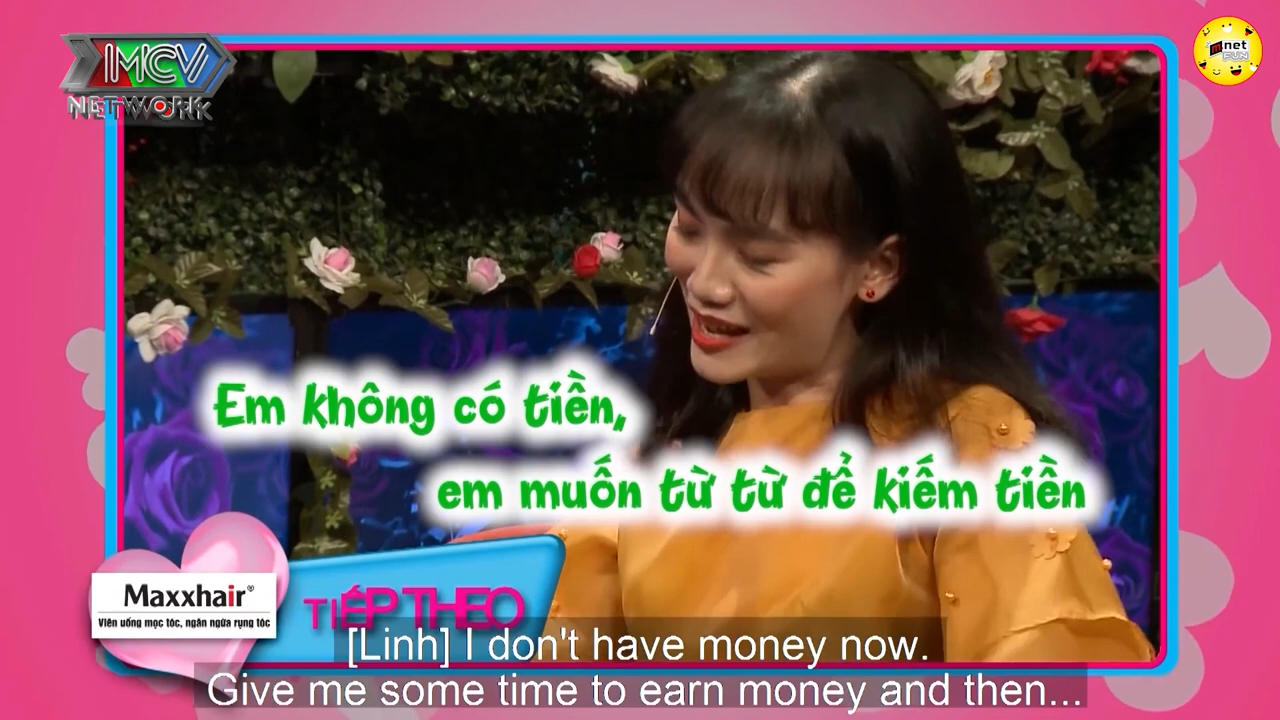 MCV
NETWORK
mnet
FUN
Em không có tiền,
em muốn từ từ để kiếm tiền
Maxxhair®
Viên uống mọc tóc, ngăn ngừa rụng tóc
TIẾP THEO
[Linh] I don't have money now.
Give me some time to earn money and then...